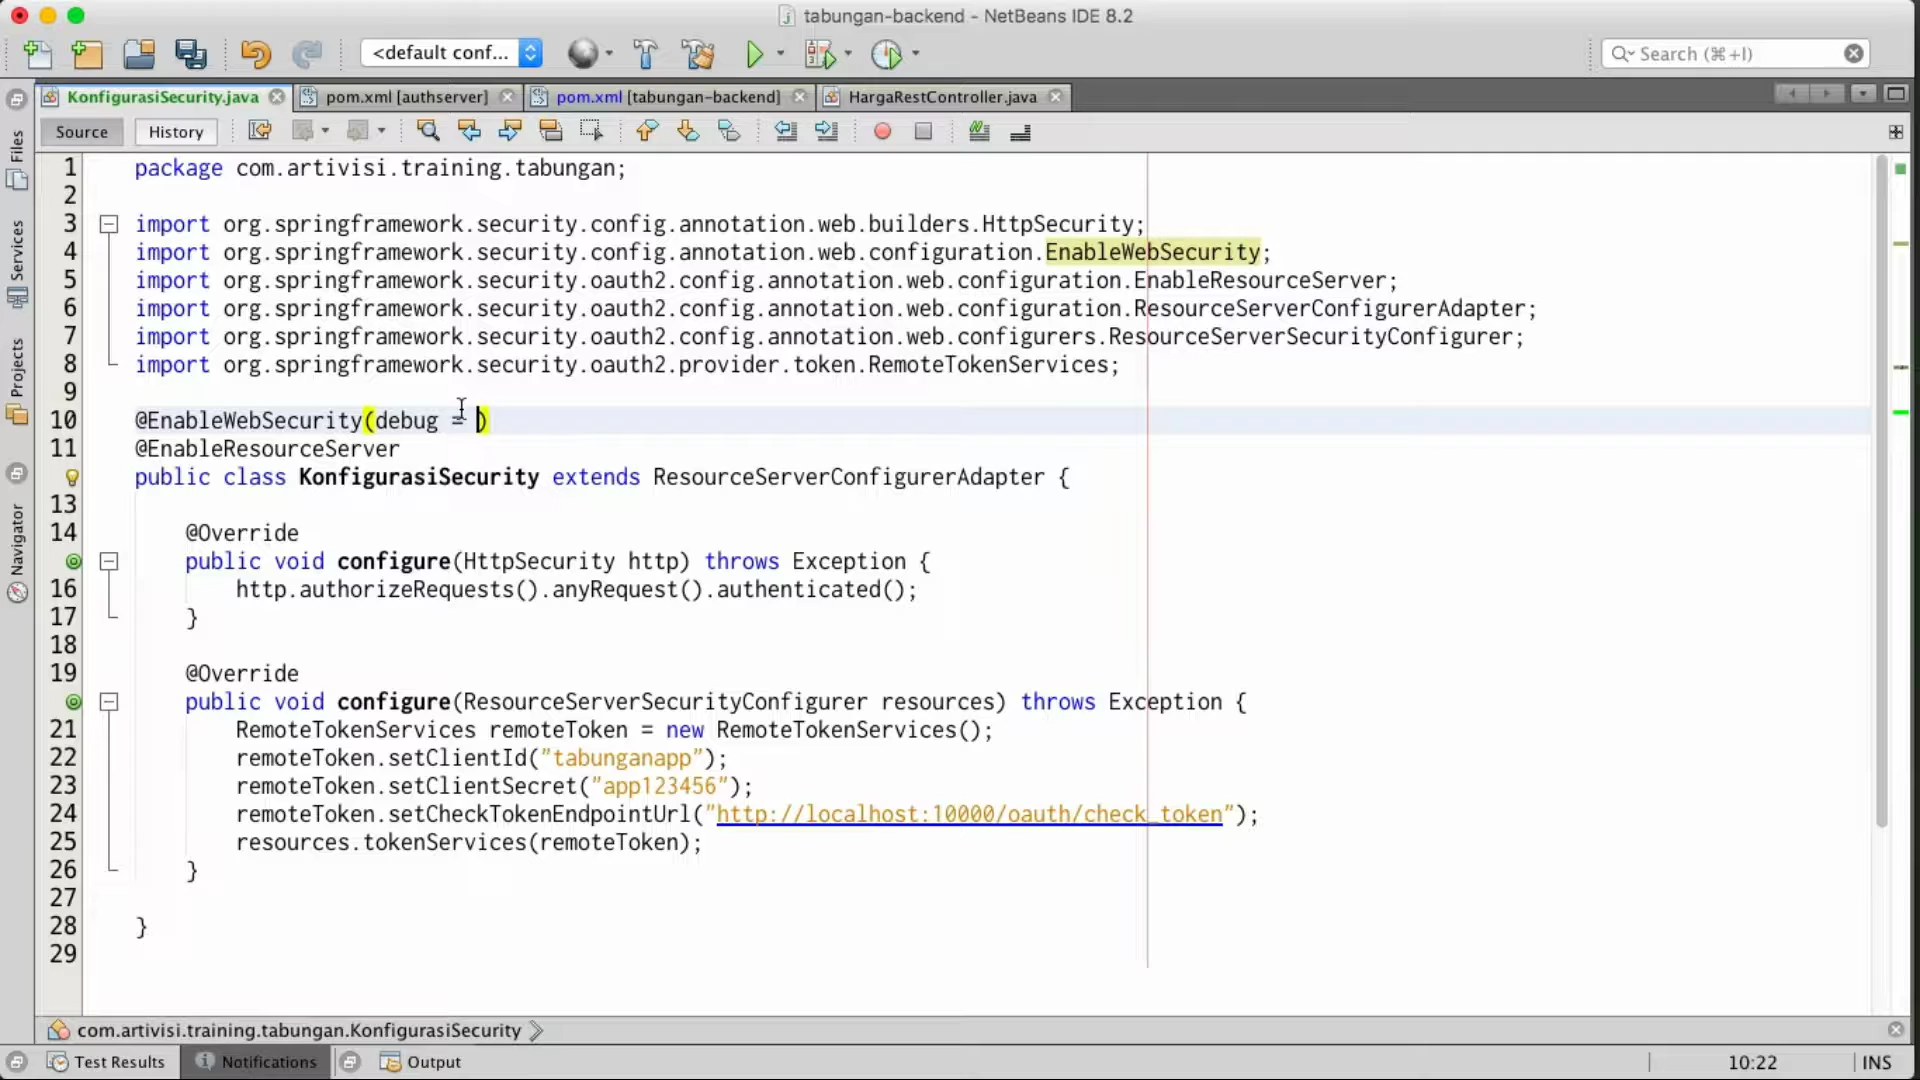 tabungan-backend - NetBeans IDE 8.2
<default conf...
Search (⌘+I)
KonfigurasiSecurity.java
pom.xml [authserver]
pom.xml [tabungan-backend]
HargaRestController.java
Source
History
Files
Services
Projects
Navigator
1 package com.artivisi.training.tabungan;
2
3 import org.springframework.security.config.annotation.web.builders.HttpSecurity;
4 import org.springframework.security.config.annotation.web.configuration.EnableWebSecurity;
5 import org.springframework.security.oauth2.config.annotation.web.configuration.EnableResourceServer;
6 import org.springframework.security.oauth2.config.annotation.web.configuration.ResourceServerConfigurerAdapter;
7 import org.springframework.security.oauth2.config.annotation.web.configurers.ResourceServerSecurityConfigurer;
8 import org.springframework.security.oauth2.provider.token.RemoteTokenServices;
9
10 @EnableWebSecurity(debug = )
11 @EnableResourceServer
public class KonfigurasiSecurity extends ResourceServerConfigurerAdapter {
13
14 @Override
public void configure(HttpSecurity http) throws Exception {
16 http.authorizeRequests().anyRequest().authenticated();
17 }
18
19 @Override
public void configure(ResourceServerSecurityConfigurer resources) throws Exception {
21 RemoteTokenServices remoteToken = new RemoteTokenServices();
22 remoteToken.setClientId("tabunganapp");
23 remoteToken.setClientSecret("app123456");
24 remoteToken.setCheckTokenEndpointUrl("http://localhost:10000/oauth/check_token");
25 resources.tokenServices(remoteToken);
26 }
27
28 }
29
com.artivisi.training.tabungan.KonfigurasiSecurity
Test Results
Notifications
Output
10:22
INS